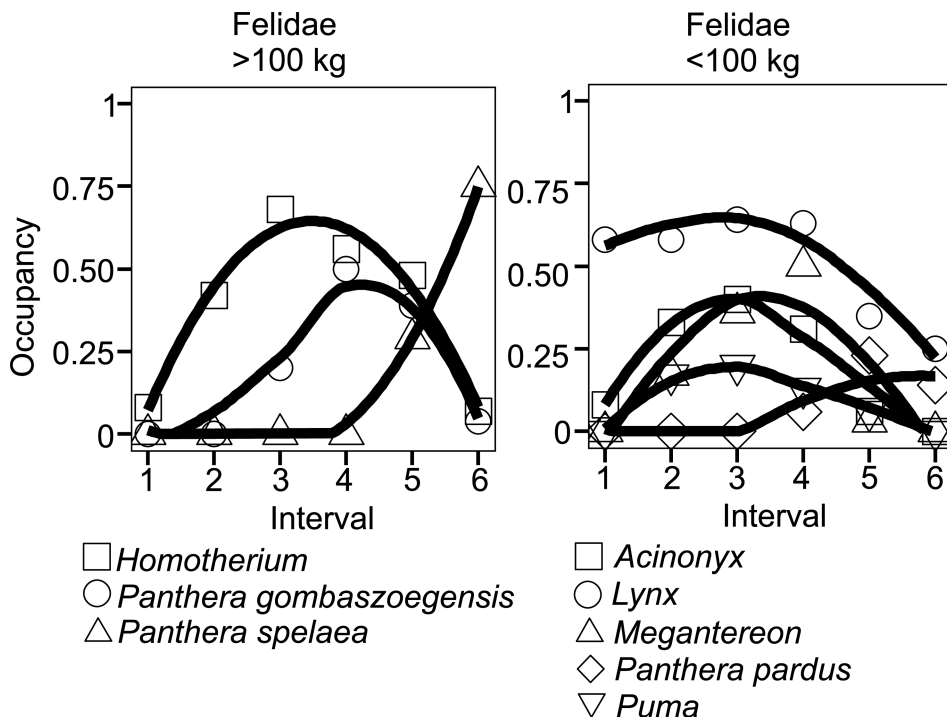 Felidae
>100 kg
Occupancy
1
0.75
0.50
0.25
0
1 2 3 4 5 6
Interval
Homotherium
Panthera gombaszoegensis
Panthera spelaea
Felidae
<100 kg
1
0.75
0.50
0.25
0
1 2 3 4 5 6
Interval
Acinonyx
Lynx
Megantereon
Panthera pardus
Puma